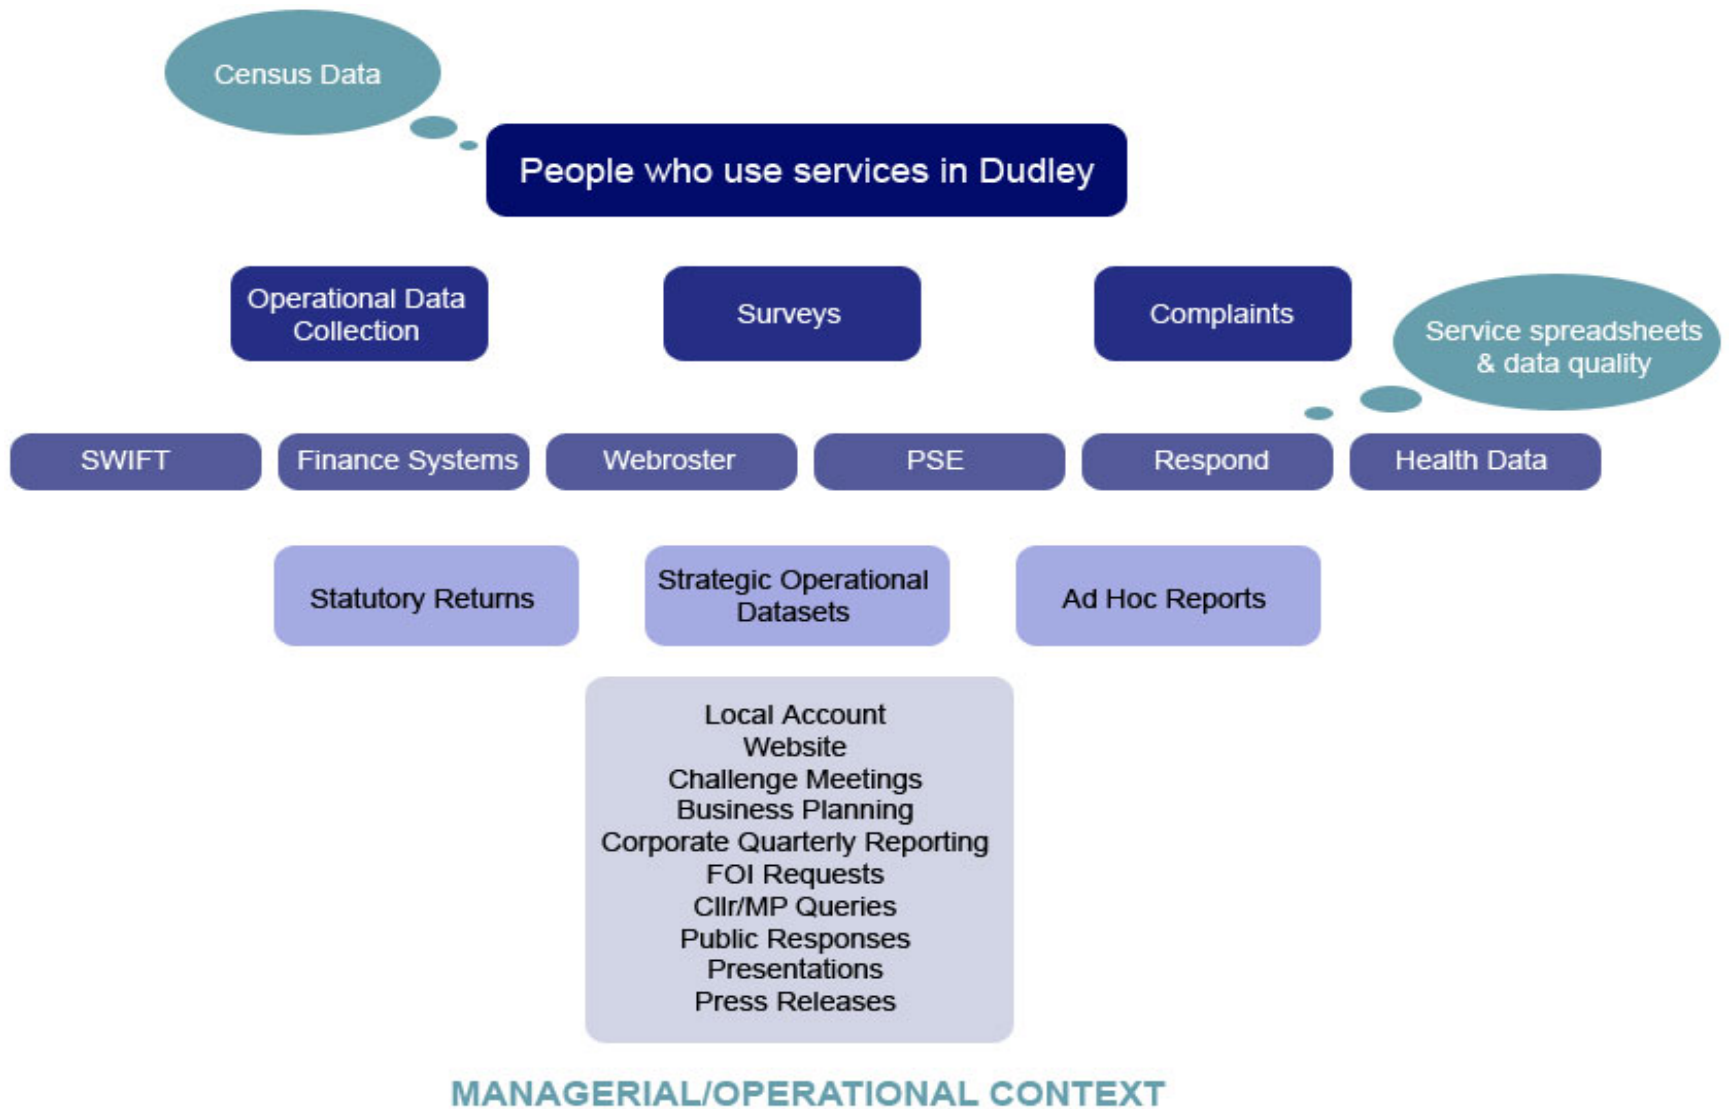 Census Data
People who use services in Dudley
Operational Data
Collection
Surveys
Complaints
Service spreadsheets
& data quality
SWIFT
Finance Systems
Webroster
PSE
Respond
Health Data
Statutory Returns
Strategic Operational
Datasets
Ad Hoc Reports
Local Account
Website
Challenge Meetings
Business Planning
Corporate Quarterly Reporting
FOI Requests
Cllr/MP Queries
Public Responses
Presentations
Press Releases
MANAGERIAL/OPERATIONAL CONTEXT